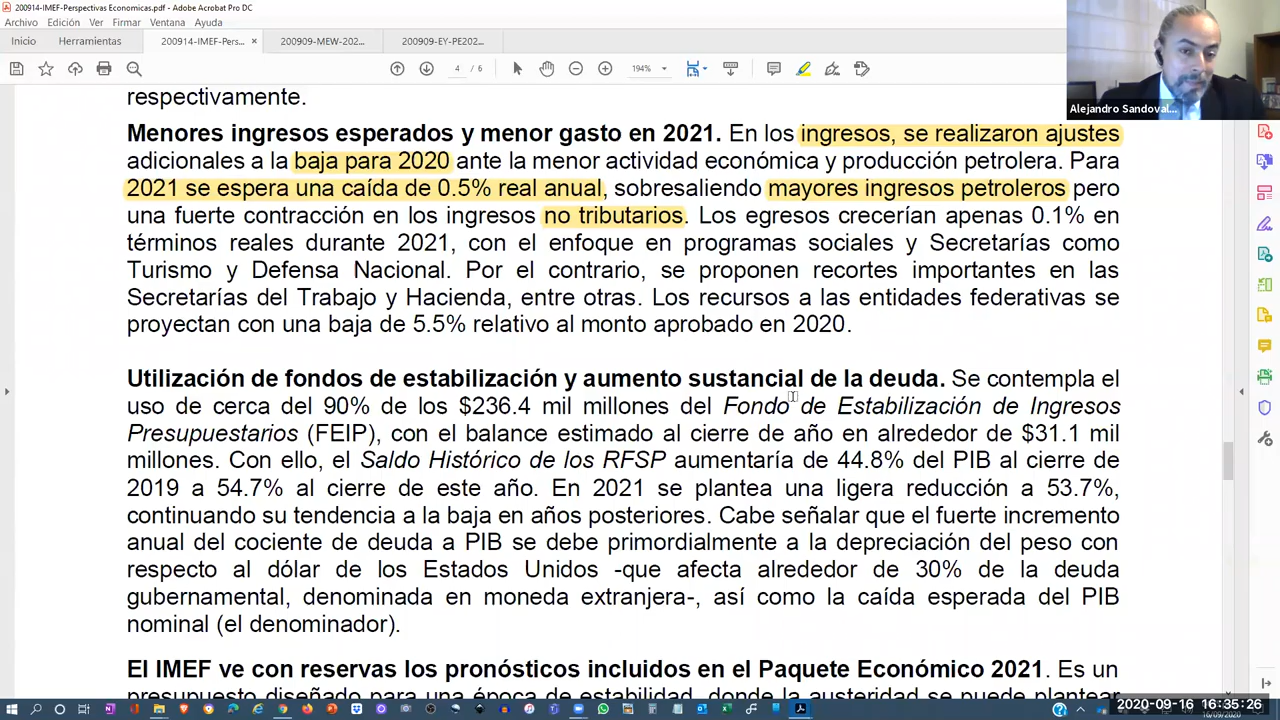 200914-IMEF-Perspectivas Economicas.pdf - Adobe Acrobat Pro DC
Archivo Edición Ver Firmar Ventana Ayuda
Inicio Herramientas 200914-IMEF-Pers... × 200909-MEW-202... 200909-EY-PE202...
4 / 6 194%
Alejandro Sandoval...
respectivamente.
Menores ingresos esperados y menor gasto en 2021. En los ingresos, se realizaron ajustes
adicionales a la baja para 2020 ante la menor actividad económica y producción petrolera. Para
2021 se espera una caída de 0.5% real anual, sobresaliendo mayores ingresos petroleros pero
una fuerte contracción en los ingresos no tributarios. Los egresos crecerían apenas 0.1% en
términos reales durante 2021, con el enfoque en programas sociales y Secretarías como
Turismo y Defensa Nacional. Por el contrario, se proponen recortes importantes en las
Secretarías del Trabajo y Hacienda, entre otras. Los recursos a las entidades federativas se
proyectan con una baja de 5.5% relativo al monto aprobado en 2020.
Utilización de fondos de estabilización y aumento sustancial de la deuda. Se contempla el
uso de cerca del 90% de los $236.4 mil millones del Fondo de Estabilización de Ingresos
Presupuestarios (FEIP), con el balance estimado al cierre de año en alrededor de $31.1 mil
millones. Con ello, el Saldo Histórico de los RFSP aumentaría de 44.8% del PIB al cierre de
2019 a 54.7% al cierre de este año. En 2021 se plantea una ligera reducción a 53.7%,
continuando su tendencia a la baja en años posteriores. Cabe señalar que el fuerte incremento
anual del cociente de deuda a PIB se debe primordialmente a la depreciación del peso con
respecto al dólar de los Estados Unidos -que afecta alrededor de 30% de la deuda
gubernamental, denominada en moneda extranjera-, así como la caída esperada del PIB
nominal (el denominador).
El IMEF ve con reservas los pronósticos incluidos en el Paquete Económico 2021. Es un
presupuesto diseñado para una época de estabilidad, donde la austeridad se puede plantear
2020-09-16 16:35:26